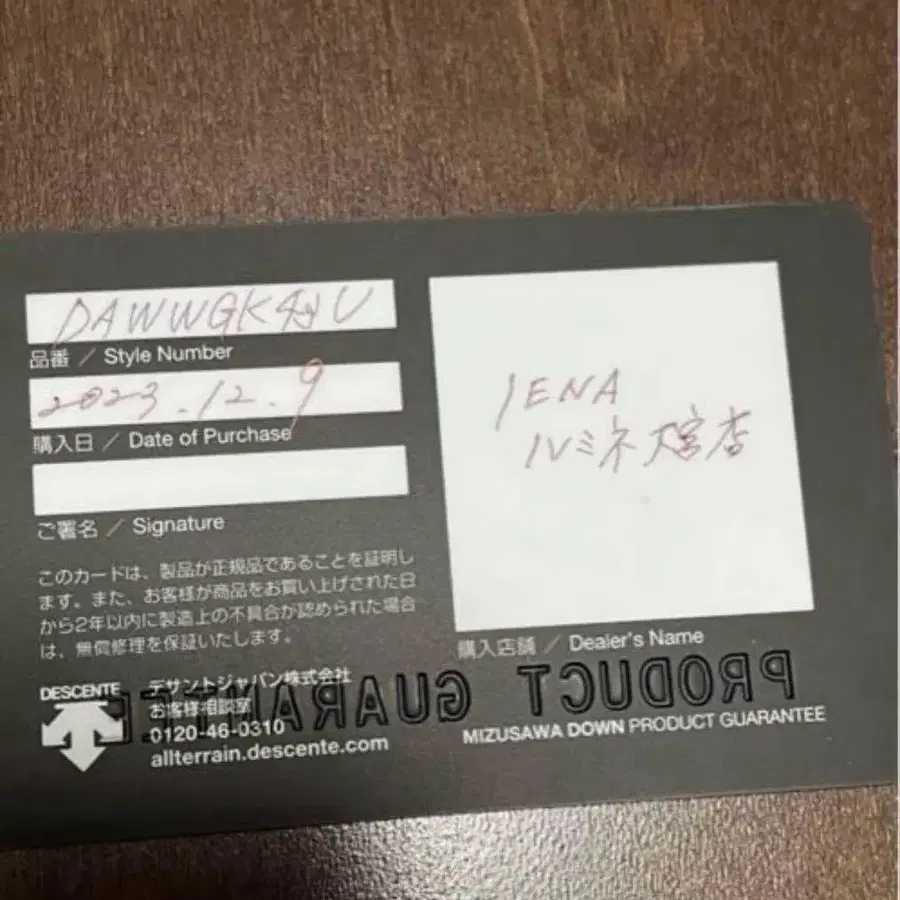 DAWWGK44U
品番 / Style Number
2023.12.9
購入日 / Date of Purchase
ご署名 / Signature
このカードは、製品が正規品であることを証明し
ます。また、お客様が商品をお買い上げされた日
から2年以内に製造上の不具合が認められた場合
は、無償修理を保証いたします。
DESCENTE
デサントジャパン株式会社
お客様相談室
0120-46-0310
allterrain.descente.com
IENA
ルミネ大宮店
購入店舗 / Dealer's Name
PRODUCT GUARANTEE
MIZUSAWA DOWN PRODUCT GUARANTEE